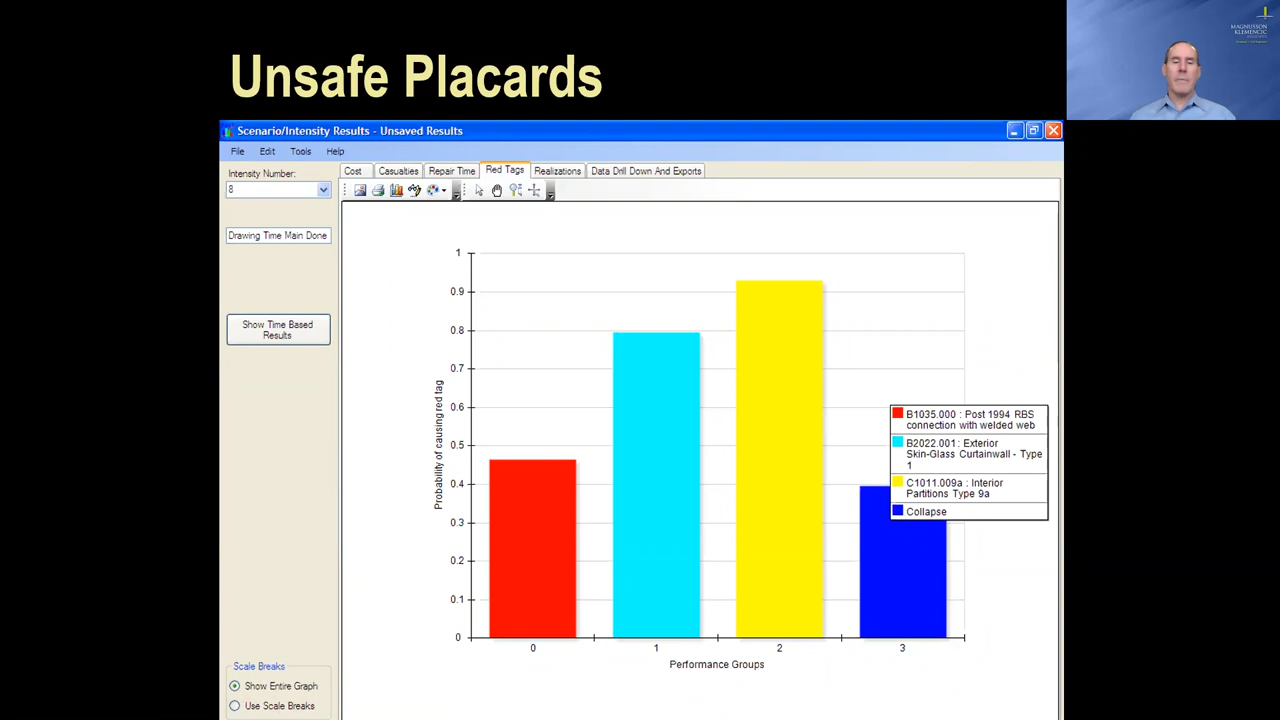 Unsafe Placards
MAGNUSSON
KLEMENCIC
Scenario/Intensity Results - Unsaved Results
File Edit Tools Help
Intensity Number:
8
Drawing Time Main Done
Show Time Based
Results
Cost Casualties Repair Time Red Tags Realizations Data Drill Down And Exports
Probability of causing red tag
1
0.9
0.8
0.7
0.6
0.5
0.4
0.3
0.2
0.1
0
0 1 2 3
Performance Groups
B1035.000 : Post 1994 RBS
connection with welded web
B2022.001 : Exterior
Skin-Glass Curtainwall - Type
1
C1011.009a : Interior
Partitions Type 9a
Collapse
Scale Breaks
Show Entire Graph
Use Scale Breaks